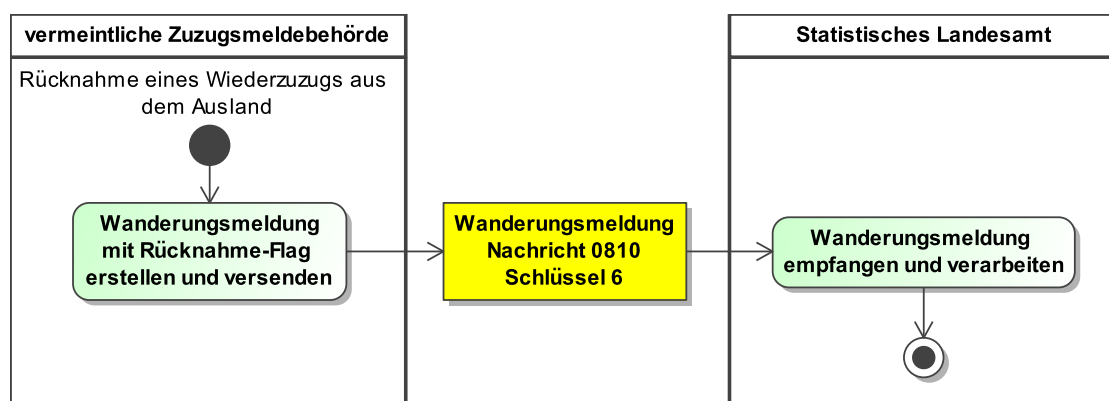 vermeintliche Zuzugsmeldebehörde
Statistisches Landesamt
Rücknahme eines Wiederzuzugs aus
dem Ausland
Wanderungsmeldung
mit Rücknahme-Flag
erstellen und versenden
Wanderungsmeldung
Nachricht 0810
Schlüssel 6
Wanderungsmeldung
empfangen und verarbeiten